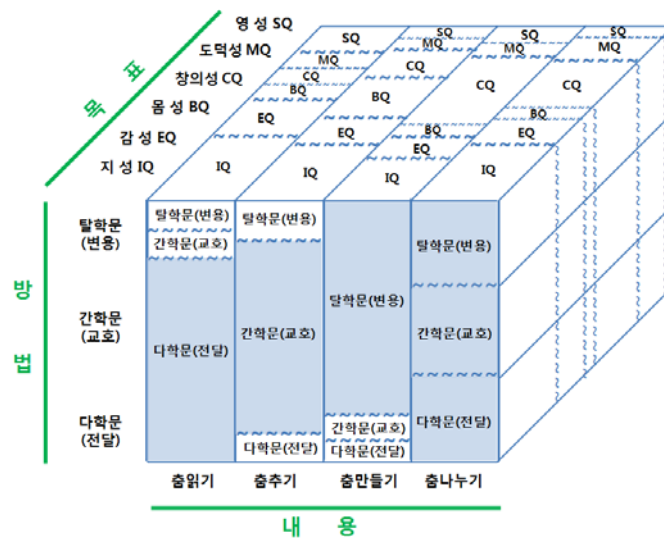 영 성 SQ
도덕성 MQ
창의성 CQ
몸 성 BQ
감 성 EQ
지 성 IQ
목 표
SQ SQ SQ SQ
MQ MQ MQ MQ
CQ CQ CQ CQ
BQ BQ BQ BQ
EQ EQ EQ EQ
IQ IQ IQ IQ
방 법
탈학문
(변용)
간학문
(교호)
다학문
(전달)
탈학문(변용)
간학문(교호)
다학문(전달)
탈학문(변용)
간학문(교호)
다학문(전달)
탈학문(변용)
간학문(교호)
다학문(전달)
탈학문(변용)
간학문(교호)
다학문(전달)
춤읽기 춤추기 춤만들기 춤나누기
내 용